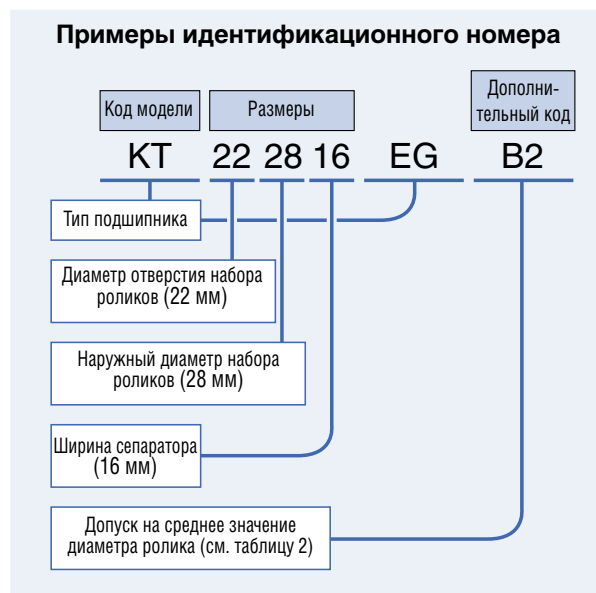 Примеры идентификационного номера
Код модели
Размеры
Дополни-
тельный код
KT 22 28 16 EG B2
Тип подшипника
Диаметр отверстия набора
роликов (22 мм)
Наружный диаметр набора
роликов (28 мм)
Ширина сепаратора
(16 мм)
Допуск на среднее значение
диаметра ролика (см. таблицу 2)